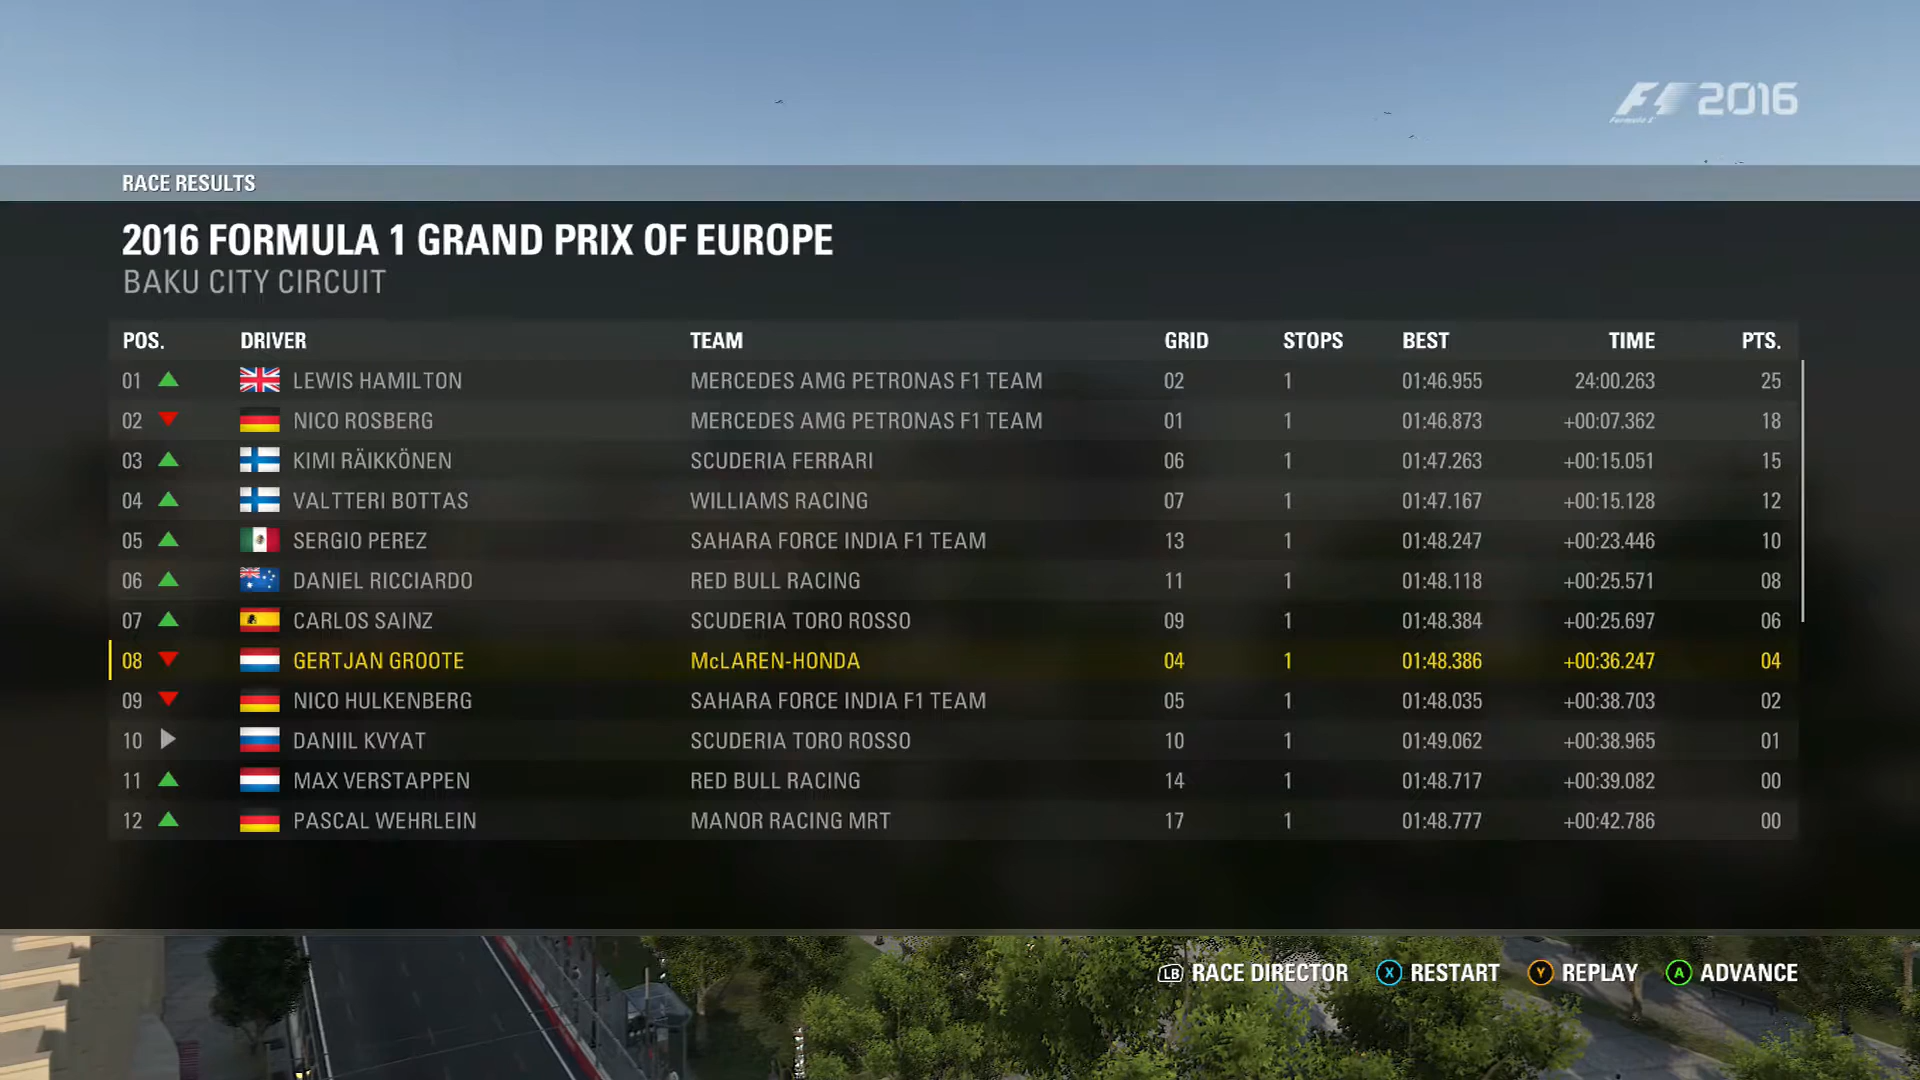 F1 2016
Formula 1
RACE RESULTS
2016 FORMULA 1 GRAND PRIX OF EUROPE
BAKU CITY CIRCUIT
POS. DRIVER TEAM GRID STOPS BEST TIME PTS.
01 LEWIS HAMILTON MERCEDES AMG PETRONAS F1 TEAM 02 1 01:46.955 24:00.263 25
02 NICO ROSBERG MERCEDES AMG PETRONAS F1 TEAM 01 1 01:46.873 +00:07.362 18
03 KIMI RÄIKKÖNEN SCUDERIA FERRARI 06 1 01:47.263 +00:15.051 15
04 VALTTERI BOTTAS WILLIAMS RACING 07 1 01:47.167 +00:15.128 12
05 SERGIO PEREZ SAHARA FORCE INDIA F1 TEAM 13 1 01:48.247 +00:23.446 10
06 DANIEL RICCIARDO RED BULL RACING 11 1 01:48.118 +00:25.571 08
07 CARLOS SAINZ SCUDERIA TORO ROSSO 09 1 01:48.384 +00:25.697 06
08 GERTJAN GROOTE McLAREN-HONDA 04 1 01:48.386 +00:36.247 04
09 NICO HULKENBERG SAHARA FORCE INDIA F1 TEAM 05 1 01:48.035 +00:38.703 02
10 DANIIL KVYAT SCUDERIA TORO ROSSO 10 1 01:49.062 +00:38.965 01
11 MAX VERSTAPPEN RED BULL RACING 14 1 01:48.717 +00:39.082 00
12 PASCAL WEHRLEIN MANOR RACING MRT 17 1 01:48.777 +00:42.786 00
LB RACE DIRECTOR X RESTART Y REPLAY A ADVANCE